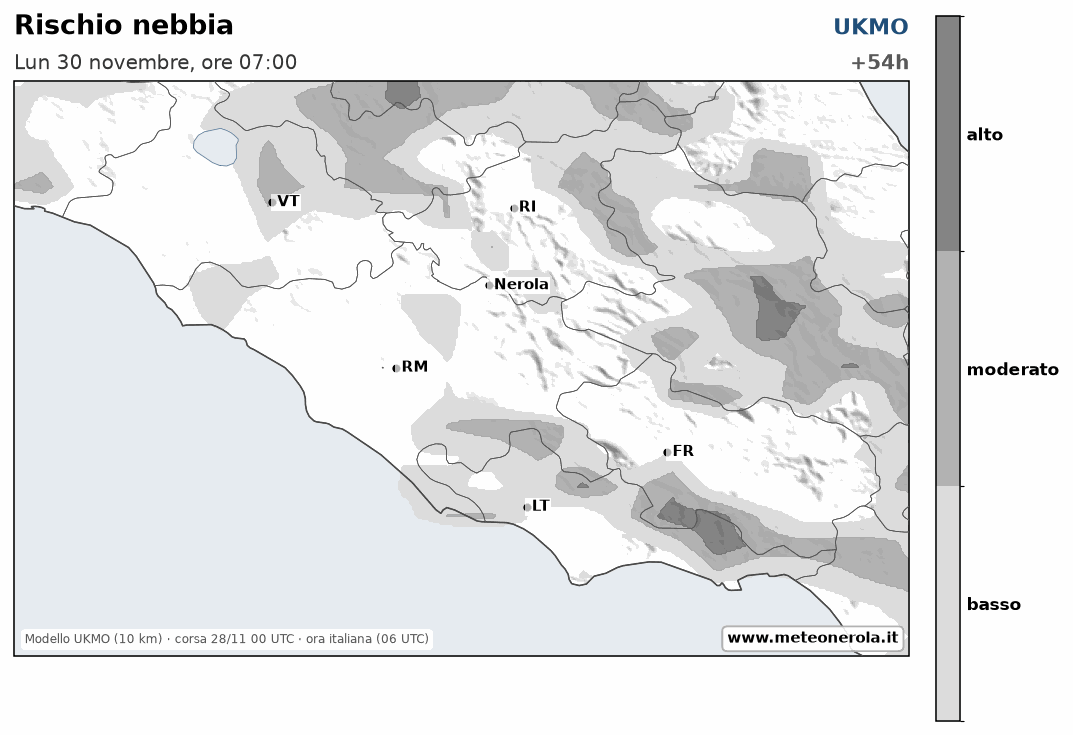 Rischio nebbia
UKMO
Lun 30 novembre, ore 07:00
+54h
alto
VT
RI
Nerola
RM
moderato
FR
LT
basso
Modello UKMO (10 km) · corsa 28/11 00 UTC · ora italiana (06 UTC)
www.meteonerola.it